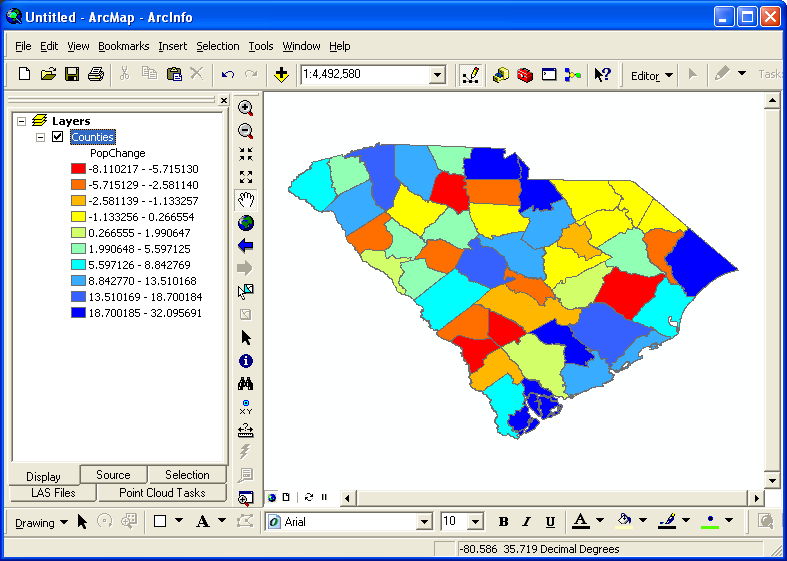 Untitled - ArcMap - ArcInfo
File Edit View Bookmarks Insert Selection Tools Window Help
1:4,492,580 Editor Task
Layers
Counties
PopChange
-8.110217 - -5.715130
-5.715129 - -2.581140
-2.581139 - -1.133257
-1.133256 - 0.266554
0.266555 - 1.990647
1.990648 - 5.597125
5.597126 - 8.842769
8.842770 - 13.510168
13.510169 - 18.700184
18.700185 - 32.095691
XY
Display Source Selection
LAS Files Point Cloud Tasks
Drawing A Arial 10 B I U A
-80.586 35.719 Decimal Degrees